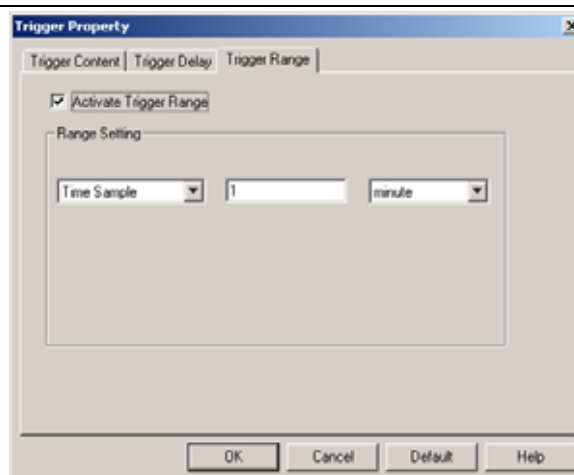 Trigger Property
Trigger Content Trigger Delay Trigger Range
Activate Trigger Range
Range Setting
Time Sample 1 minute
OK Cancel Default Help